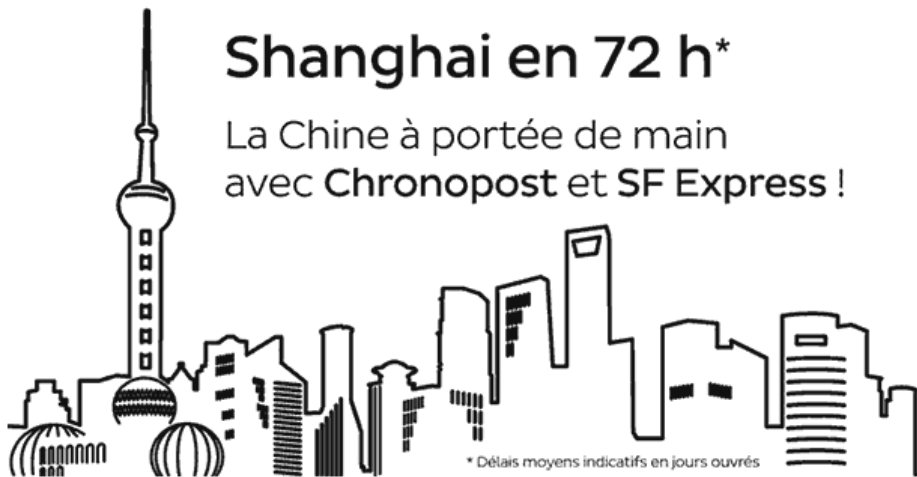 Shanghai en 72 h*
La Chine à portée de main
avec Chronopost et SF Express !
* Délais moyens indicatifs en jours ouvrés